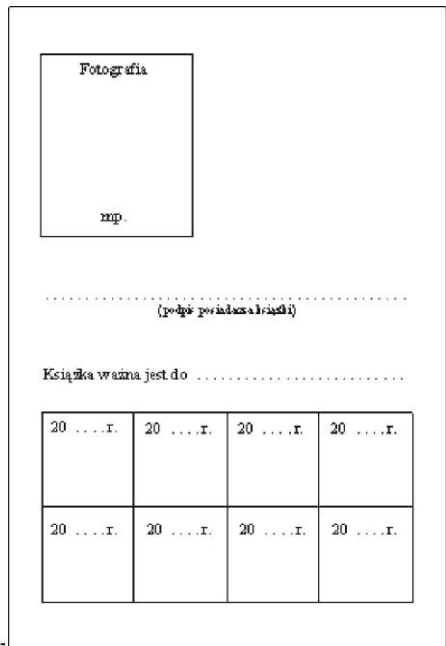 Fotografia
mp.
. . . . . . . . . . . . . . . . . . . . . . . . . . . . . . . . . . . . . . . . . . . .
(podpis posiadacza książki)
Książka ważna jest do . . . . . . . . . . . . . . . . . . . . . . . . .
20 ....r. 20 ....r. 20 ....r. 20 ....r.
20 ....r. 20 ....r. 20 ....r. 20 ....r.